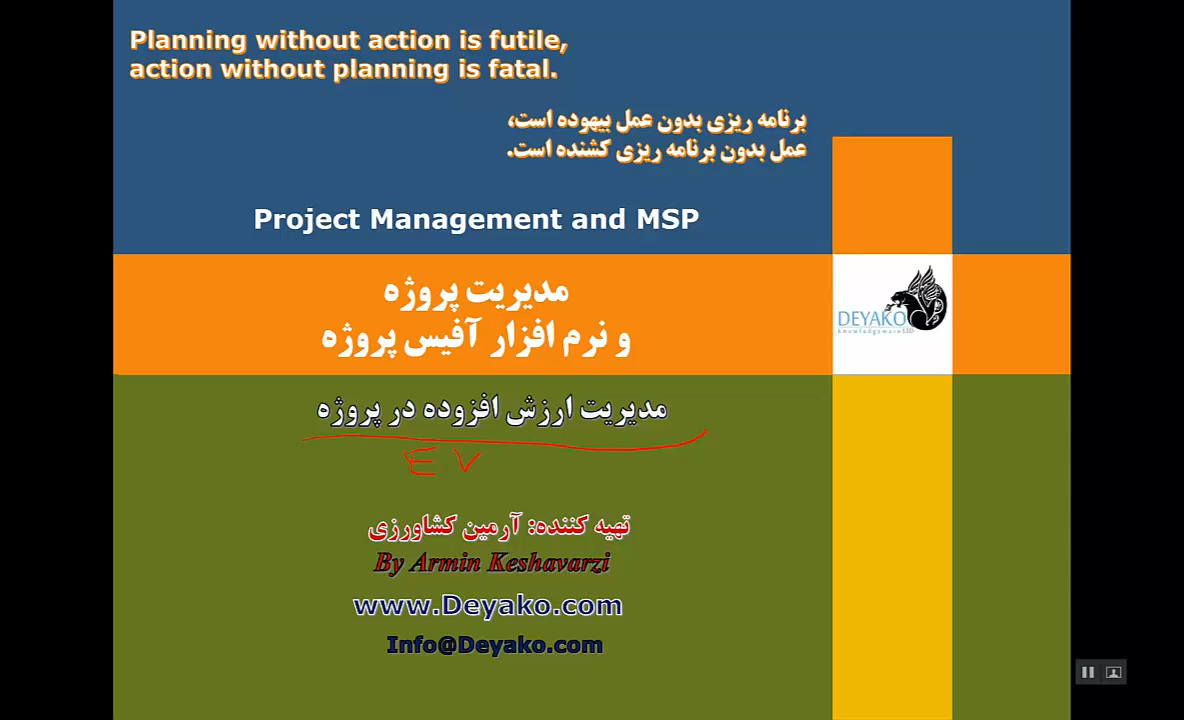 Planning without action is futile,
action without planning is fatal.
برنامه ریزی بدون عمل بیهوده است،
عمل بدون برنامه ریزی کشنده است.
Project Management and MSP
مدیریت پروژه
و نرم افزار آفیس پروژه
DEYAKO
knowledgeware LTD
مدیریت ارزش افزوده در پروژه
EV
تهیه کننده: آرمین کشاورزی
By Armin Keshavarzi
www.Deyako.com
Info@Deyako.com